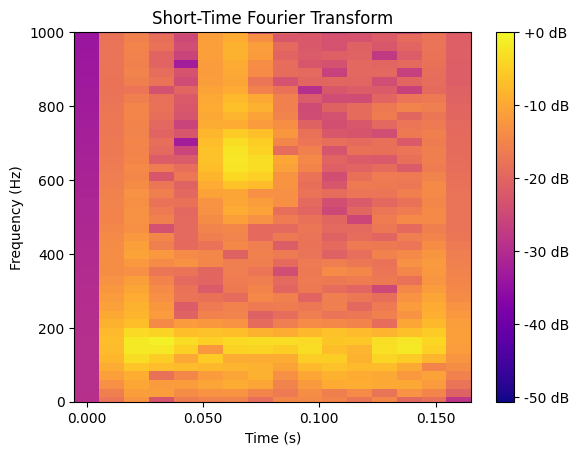 Short-Time Fourier Transform
1000
800
600
400
200
0
Frequency (Hz)
0.000
0.050
0.100
0.150
Time (s)
+0 dB
-10 dB
-20 dB
-30 dB
-40 dB
-50 dB